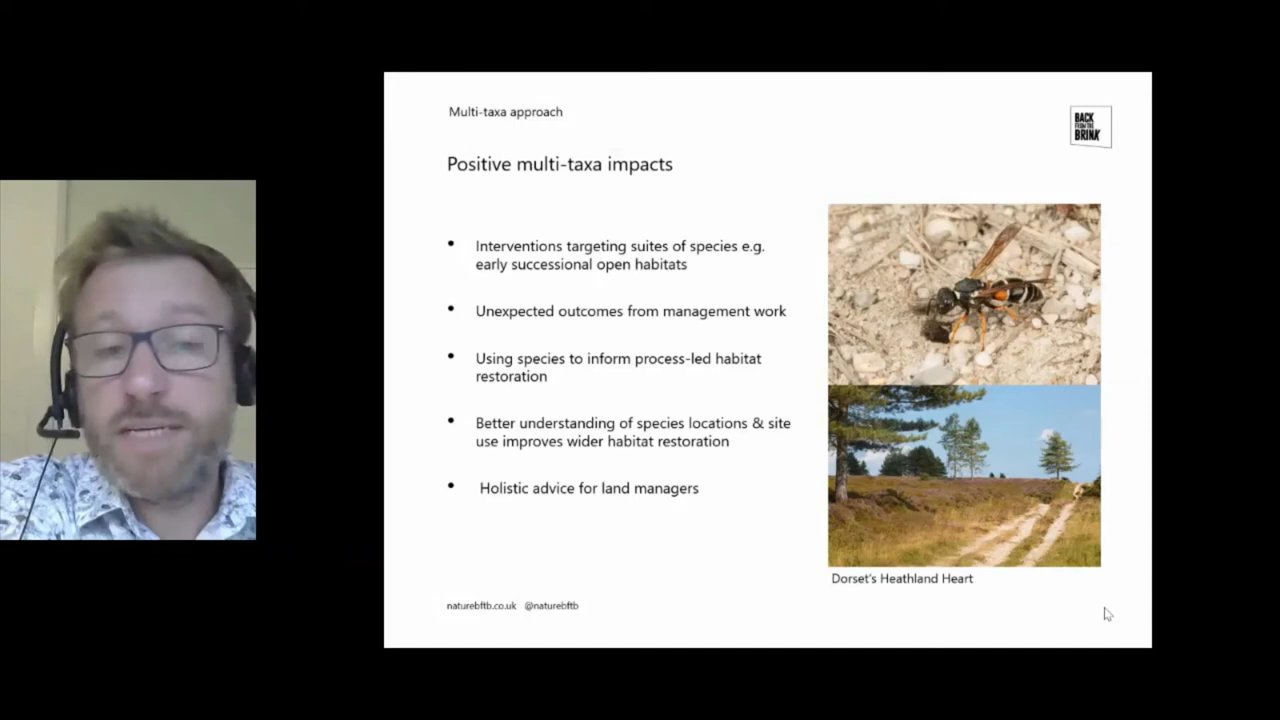 Multi-taxa approach
BACK
FROM THE
BRINK
Positive multi-taxa impacts
• Interventions targeting suites of species e.g.
early successional open habitats
• Unexpected outcomes from management work
• Using species to inform process-led habitat
restoration
• Better understanding of species locations & site
use improves wider habitat restoration
• Holistic advice for land managers
Dorset's Heathland Heart
naturebftb.co.uk @naturebftb